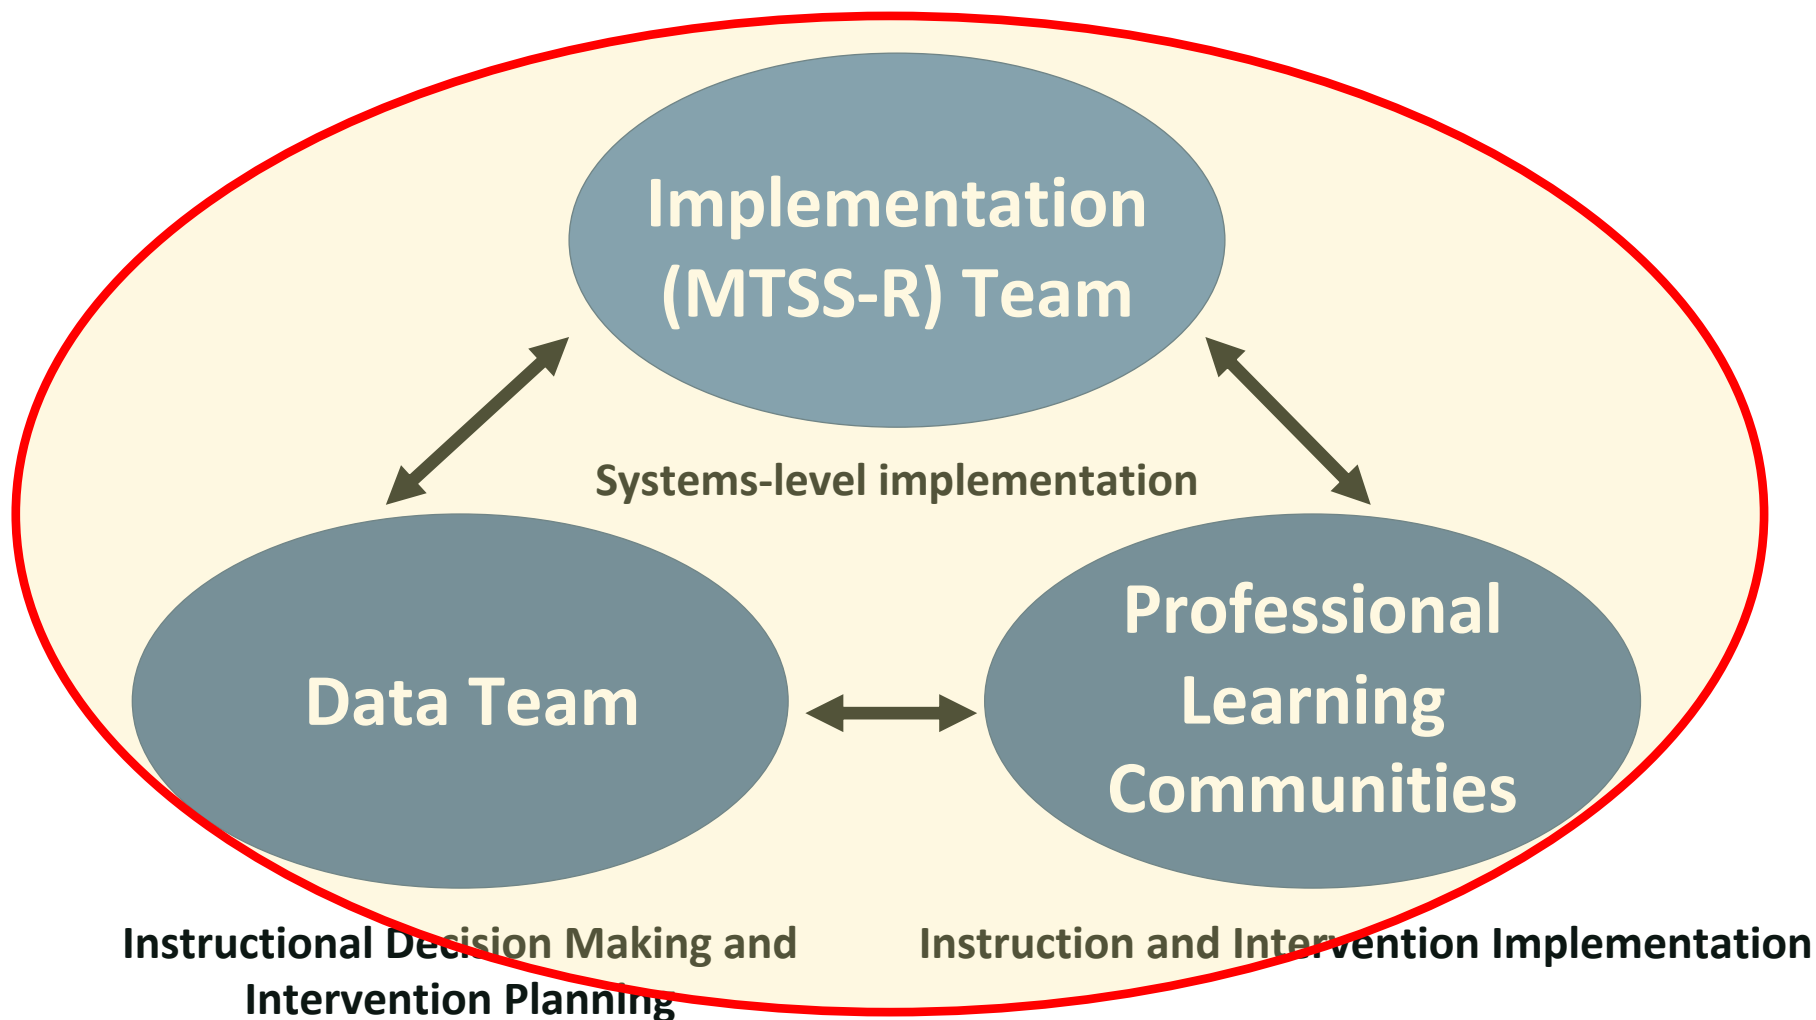 Implementation
(MTSS-R) Team
Systems-level implementation
Data Team
Professional
Learning
Communities
Instructional Decision Making and
Intervention Planning
Instruction and Intervention Implementation